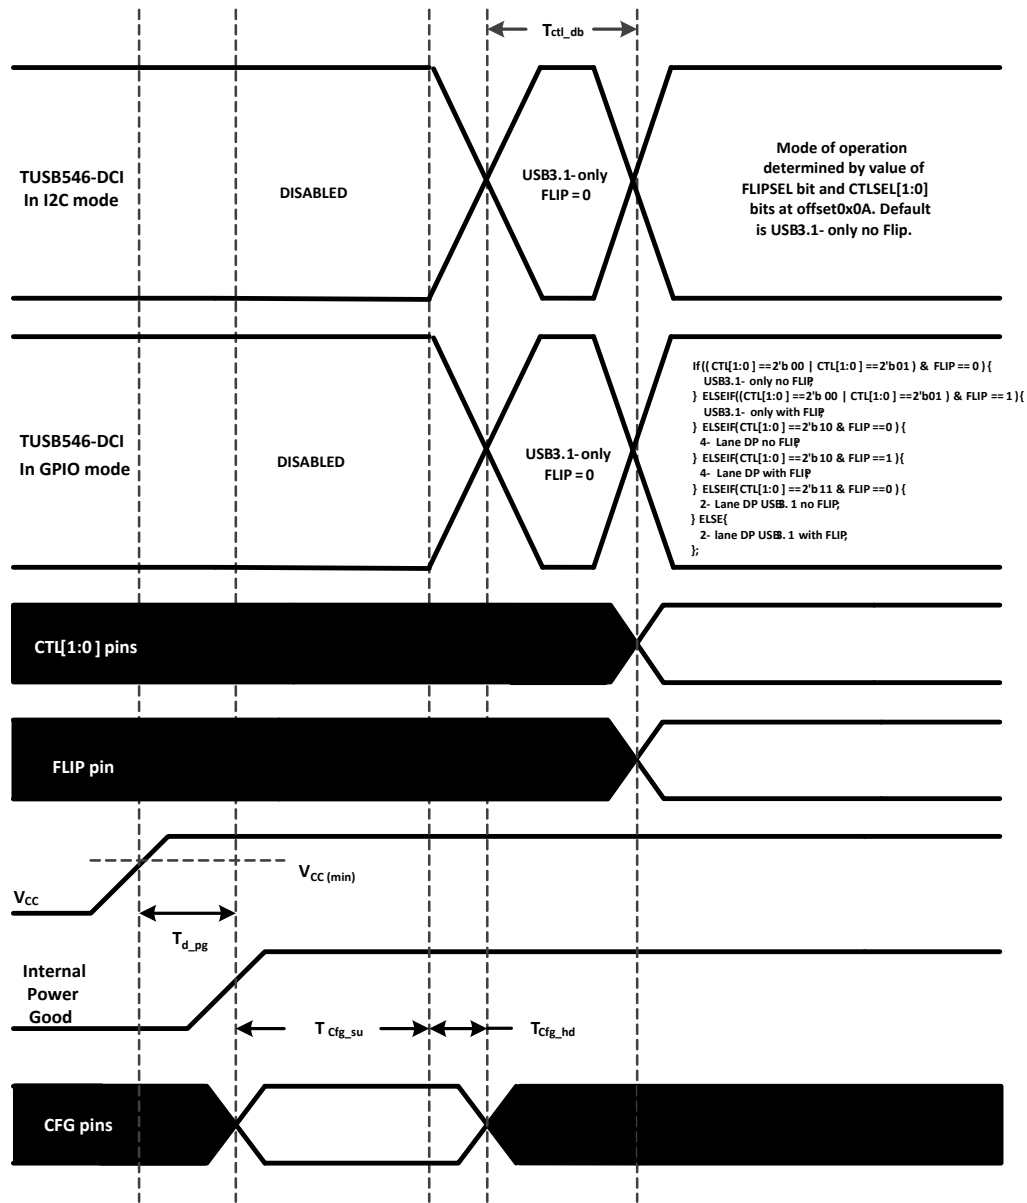 Tctl_db
TUSB546-DCI
In I2C mode
DISABLED
USB3.1-only
FLIP = 0
Mode of operation
determined by value of
FLIPSEL bit and CTLSEL[1:0]
bits at offset0x0A. Default
is USB3.1- only no Flip.
TUSB546-DCI
In GPIO mode
DISABLED
USB3.1-only
FLIP = 0
If(( CTL[1:0 ] ==2'b 00 | CTL[1:0 ] ==2'b01 ) & FLIP == 0 ) {
USB3.1- only no FLIP;
} ELSEIF((CTL[1:0 ] ==2'b 00 | CTL[1:0 ] ==2'b01 ) & FLIP == 1 ) {
USB3.1- only with FLIP;
} ELSEIF(CTL[1:0 ] ==2'b 10 & FLIP ==0 ) {
4- Lane DP no FLIP;
} ELSEIF(CTL[1:0 ] ==2'b 10 & FLIP ==1 ){
4- Lane DP with FLIP;
} ELSEIF(CTL[1:0 ] ==2'b 11 & FLIP ==0 ) {
2- Lane DP USB3. 1 no FLIP;
} ELSE{
2- lane DP USB3. 1 with FLIP;
};
CTL[1:0 ] pins
FLIP pin
VCC (min)
VCC
Td_pg
Internal
Power
Good
TCfg_su
TCfg_hd
CFG pins